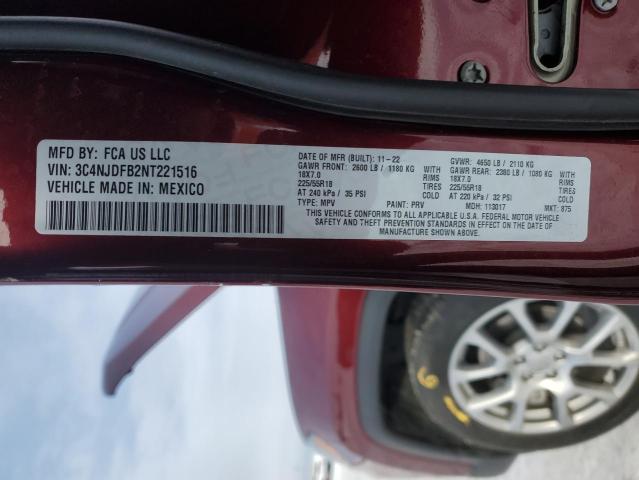 MFD BY: FCA US LLC
VIN: 3C4NJDFB2NT221516
VEHICLE MADE IN: MEXICO
DATE OF MFR (BUILT): 11-22
GAWR FRONT: 2600 LB / 1180 KG WITH
18X7.0 RIMS
225/55R18 TIRES
AT 240 kPa / 35 PSI
TYPE: MPV PAINT: PRV
GVWR: 4650 LB / 2110 KG
GAWR REAR: 2380 LB / 1080 KG WITH
18X7.0 RIMS
225/55R18 TIRES
AT 220 kPa / 32 PSI
MDH: 113017 MKT: 875
THIS VEHICLE CONFORMS TO ALL APPLICABLE U.S.A. FEDERAL MOTOR VEHICLE
SAFETY AND THEFT PREVENTION STANDARDS IN EFFECT ON THE DATE OF
MANUFACTURE SHOWN ABOVE.